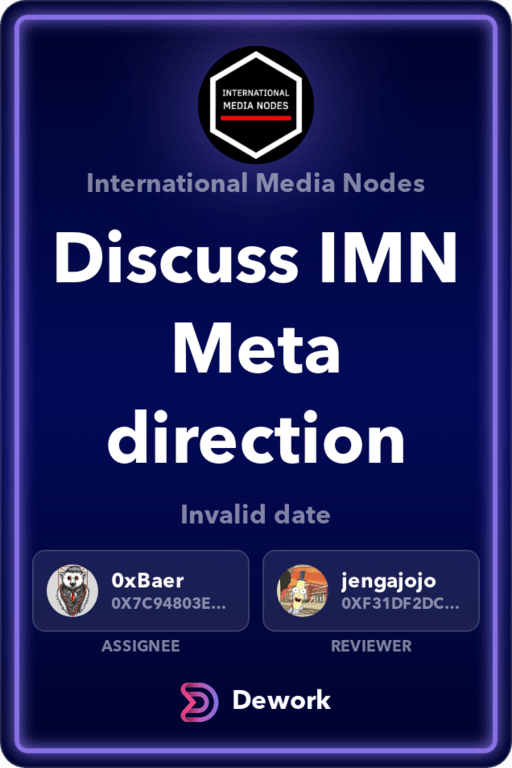 INTERNATIONAL
MEDIA NODES
International Media Nodes
Discuss IMN
Meta
direction
Invalid date
0xBaer
0X7C94803E...
jengajojo
0XF31DF2DC...
ASSIGNEE
REVIEWER
Dework